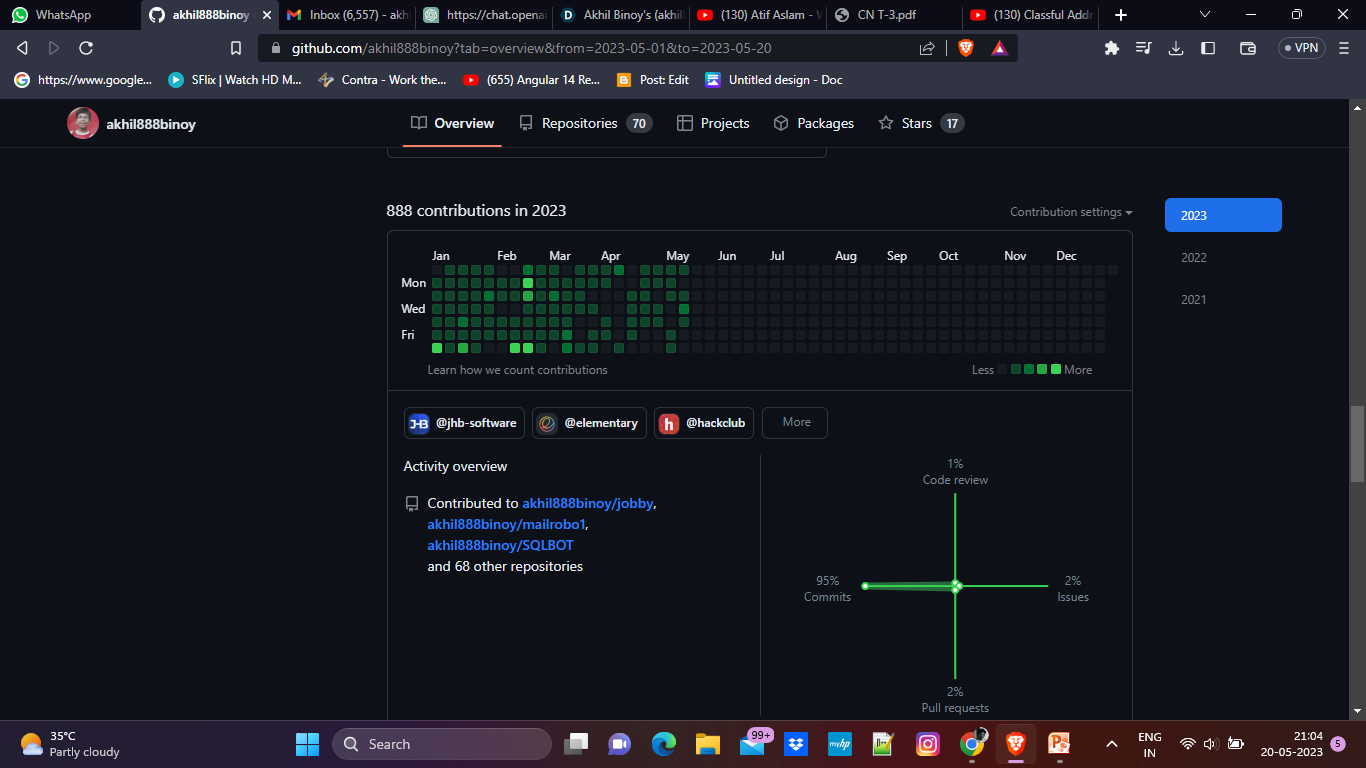 WhatsApp
akhil888binoy
Inbox (6,557) - akh
https://chat.openai
Akhil Binoy's (akhil
(130) Atif Aslam - 
CN T-3.pdf
(130) Classful Addr
github.com/akhil888binoy?tab=overview&from=2023-05-01&to=2023-05-20
VPN
https://www.google...
SFlix | Watch HD M...
Contra - Work the...
(655) Angular 14 Re...
Post: Edit
Untitled design - Doc
akhil888binoy
Overview
Repositories 70
Projects
Packages
Stars 17
888 contributions in 2023
Contribution settings
2023
2022
2021
Jan Feb Mar Apr May Jun Jul Aug Sep Oct Nov Dec
Mon
Wed
Fri
Learn how we count contributions
Less
More
J-B @jhb-software
@elementary
h @hackclub
More
Activity overview
Contributed to akhil888binoy/jobby,
akhil888binoy/mailrobo1,
akhil888binoy/SQLBOT
and 68 other repositories
1%
Code review
95%
Commits
2%
Issues
2%
Pull requests
35°C
Partly cloudy
Search
99+
myhp
ENG
IN
21:04
20-05-2023
5